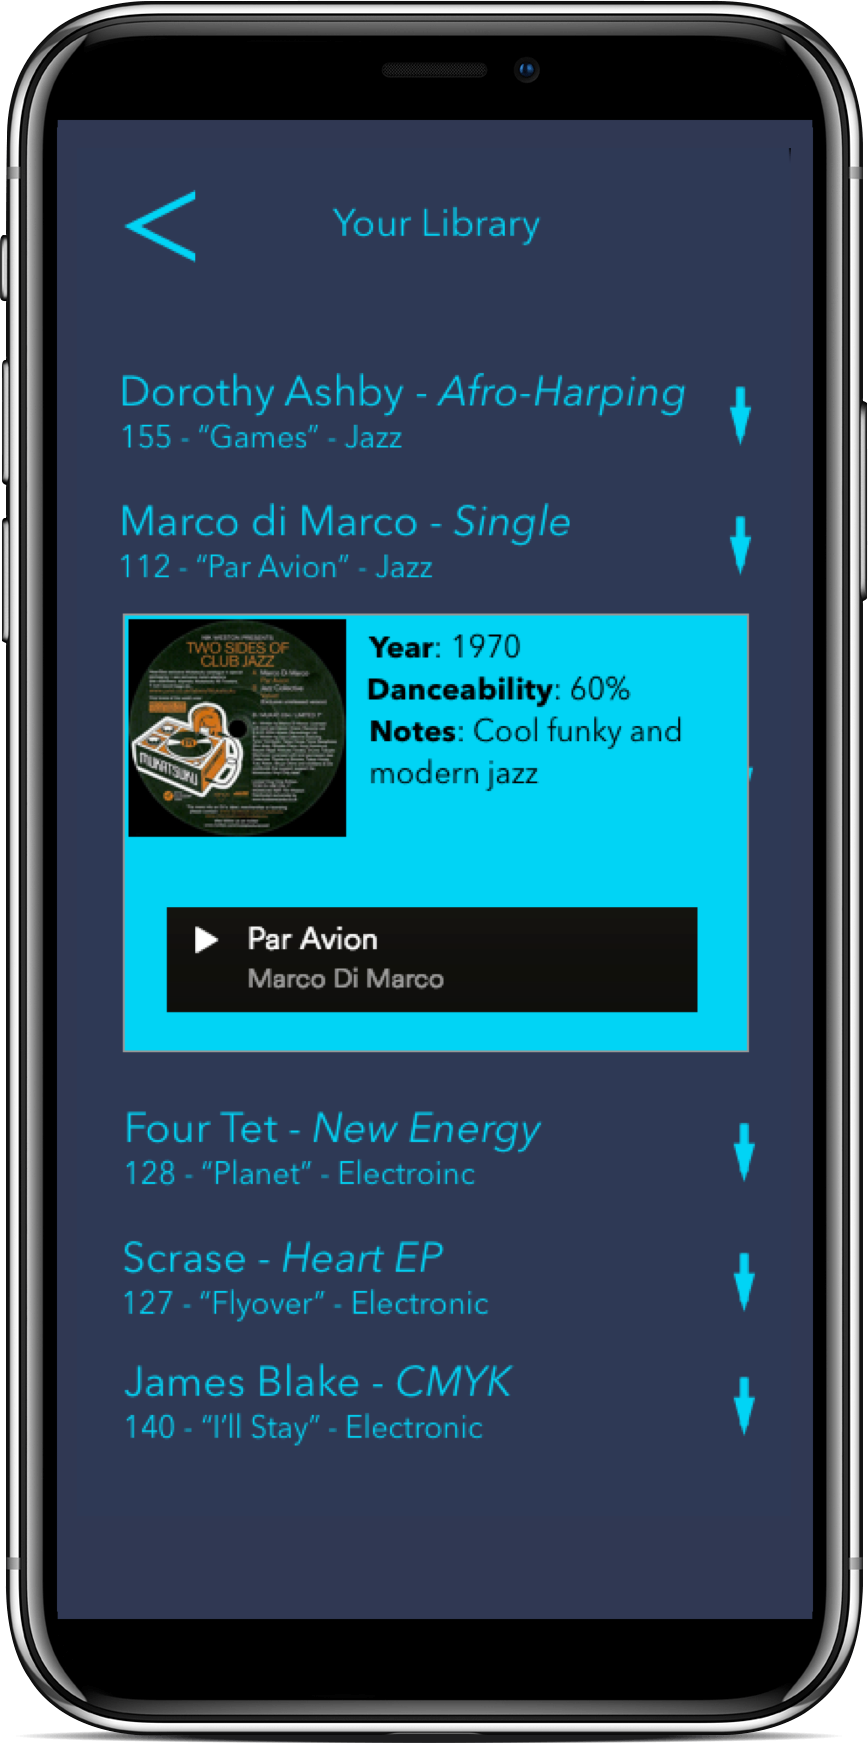 Your Library
Dorothy Ashby - Afro-Harping
155 - “Games” - Jazz
Marco di Marco - Single
112 - “Par Avion” - Jazz
NIK WESTON PRESENTS
TWO SIDES OF
CLUB JAZZ
MUKATSUKU
Year: 1970
Danceability: 60%
Notes: Cool funky and
modern jazz
Par Avion
Marco Di Marco
Four Tet - New Energy
128 - “Planet” - Electroinc
Scrase - Heart EP
127 - “Flyover” - Electronic
James Blake - CMYK
140 - “I’ll Stay” - Electronic